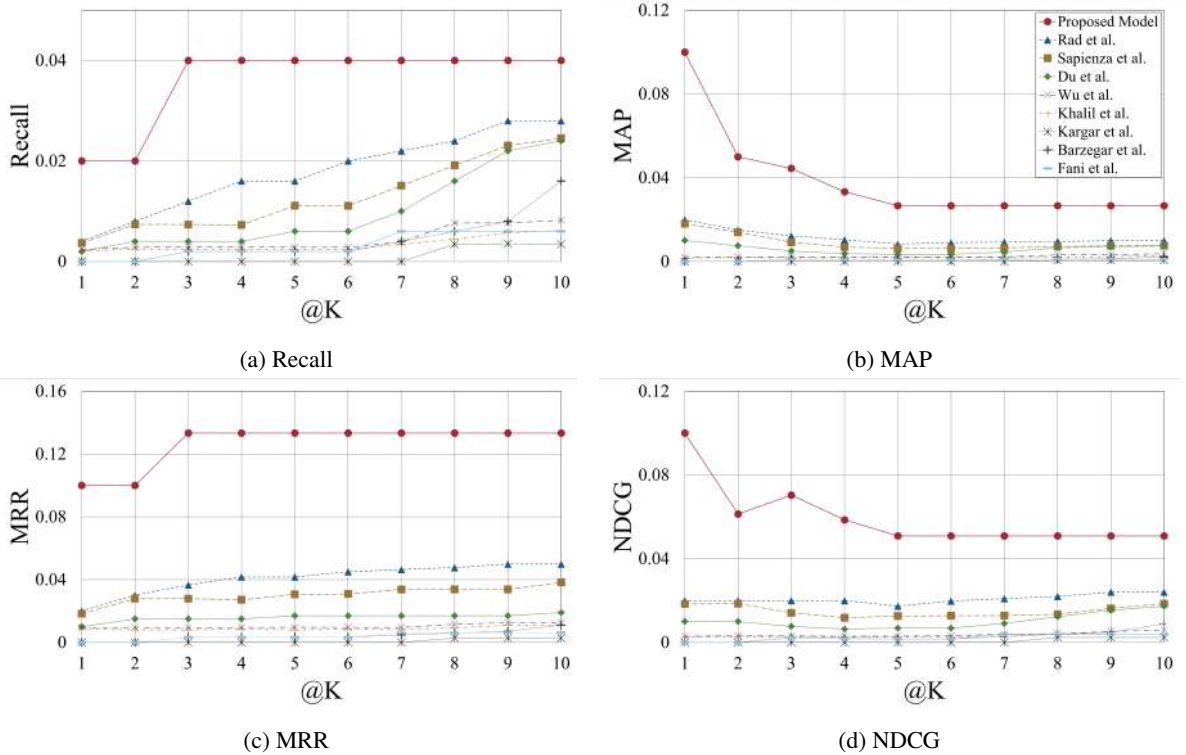 Recall
0.04
0.02
0
1 2 3 4 5 6 7 8 9 10
@K
(a) Recall
MAP
0.12
0.08
0.04
0
1 2 3 4 5 6 7 8 9 10
@K
Proposed Model
Rad et al.
Sapienza et al.
Du et al.
Wu et al.
Khalil et al.
Kargar et al.
Barzegar et al.
Fani et al.
(b) MAP
MRR
0.16
0.12
0.08
0.04
0
1 2 3 4 5 6 7 8 9 10
@K
(c) MRR
NDCG
0.12
0.08
0.04
0
1 2 3 4 5 6 7 8 9 10
@K
(d) NDCG